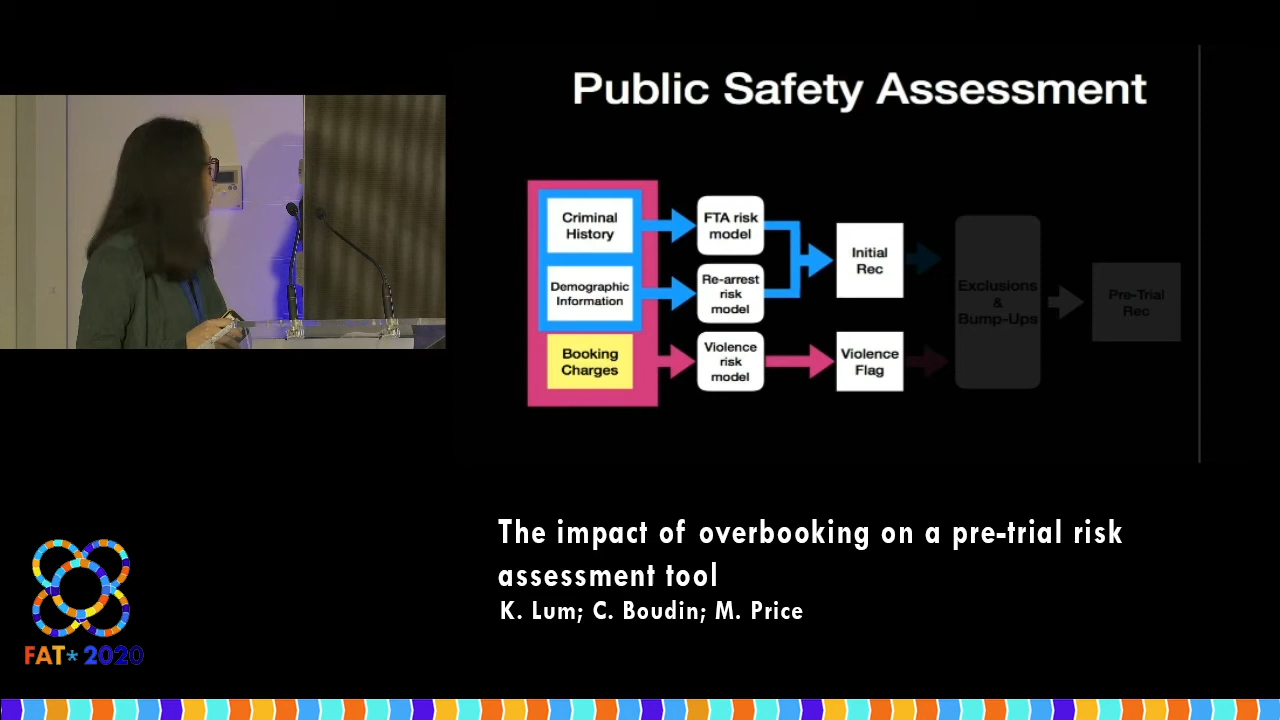 Public Safety Assessment
Criminal
History
Demographic
Information
Booking
Charges
FTA risk
model
Re-arrest
risk
model
Violence
risk
model
Initial
Rec
Violence
Flag
Exclusions
&
Bump-Ups
Pre-Trial
Rec
The impact of overbooking on a pre-trial risk
assessment tool
K. Lum; C. Boudin; M. Price
FAT* 2020